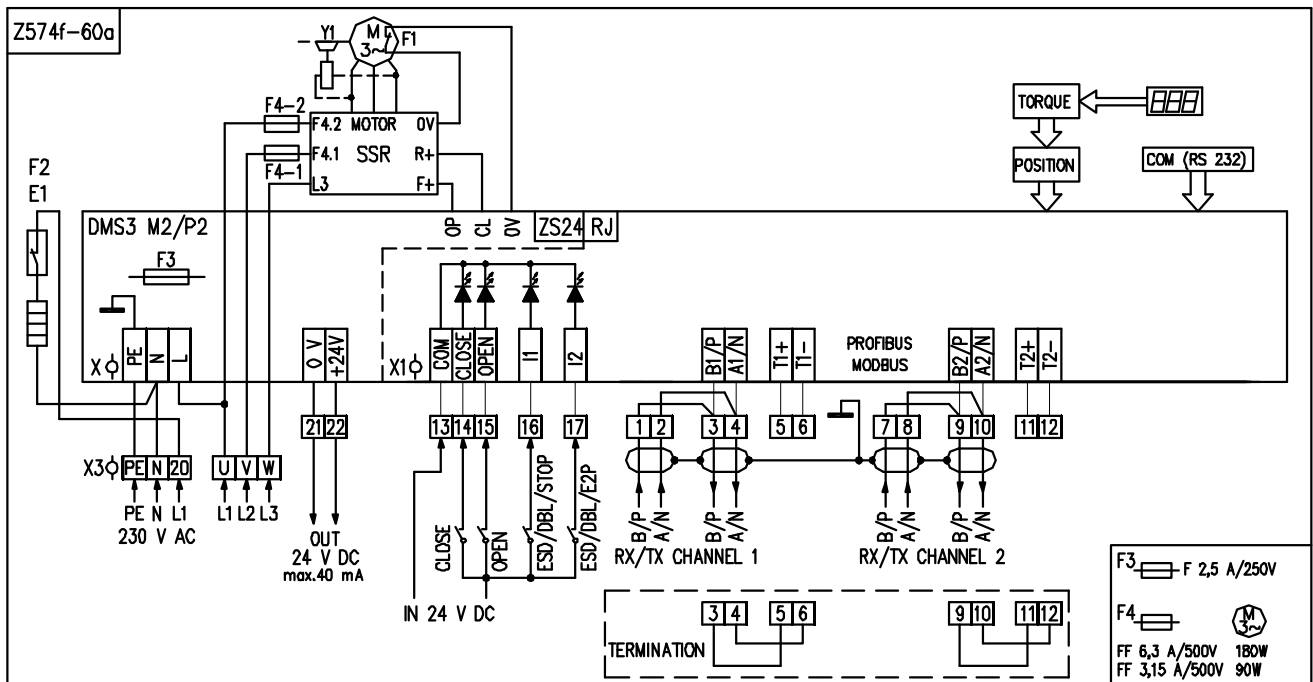 Z574f-60a
Y1
M
3~
F1
F4-2
F4.2 MOTOR 0V
SSR
F4.1
R+
F4-1
L3
F+
TORQUE
POSITION
COM (RS 232)
F2
E1
DMS3 M2/P2
OP
CL
0V
ZS24 RJ
F3
X
PE
N
L
0 V
+24V
X1
COM
CLOSE
OPEN
I1
I2
B1/P
A1/N
T1+
T1-
PROFIBUS
MODBUS
B2/P
A2/N
T2+
T2-
21 22
13 14 15 16 17
1 2 3 4 5 6
7 8 9 10 11 12
X3
PE N 20
U V W
PE N L1
L1 L2 L3
230 V AC
OUT
24 V DC
max.40 mA
CLOSE
OPEN
ESD/DBL/STOP
ESD/DBL/E2P
IN 24 V DC
B/P
A/N
B/P
A/N
RX/TX CHANNEL 1
B/P
A/N
B/P
A/N
RX/TX CHANNEL 2
TERMINATION
3 4 5 6
9 10 11 12
F3
F 2,5 A/250V
F4
M
3~
FF 6,3 A/500V 180W
FF 3,15 A/500V 90W